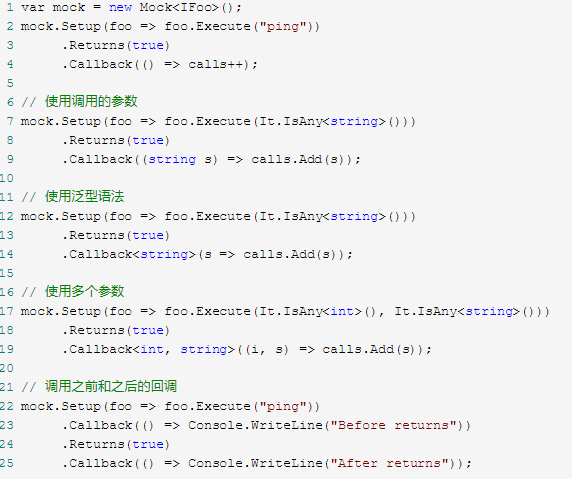 1 var mock = new Mock<IFoo>();
2 mock.Setup(foo => foo.Execute("ping"))
3      .Returns(true)
4      .Callback(() => calls++);
5
6 // 使用调用的参数
7 mock.Setup(foo => foo.Execute(It.IsAny<string>()))
8      .Returns(true)
9      .Callback((string s) => calls.Add(s));
10
11 // 使用泛型语法
12 mock.Setup(foo => foo.Execute(It.IsAny<string>()))
13      .Returns(true)
14      .Callback<string>(s => calls.Add(s));
15
16 // 使用多个参数
17 mock.Setup(foo => foo.Execute(It.IsAny<int>(), It.IsAny<string>()))
18      .Returns(true)
19      .Callback<int, string>((i, s) => calls.Add(s));
20
21 // 调用之前和之后的回调
22 mock.Setup(foo => foo.Execute("ping"))
23      .Callback(() => Console.WriteLine("Before returns"))
24      .Returns(true)
25      .Callback(() => Console.WriteLine("After returns"));